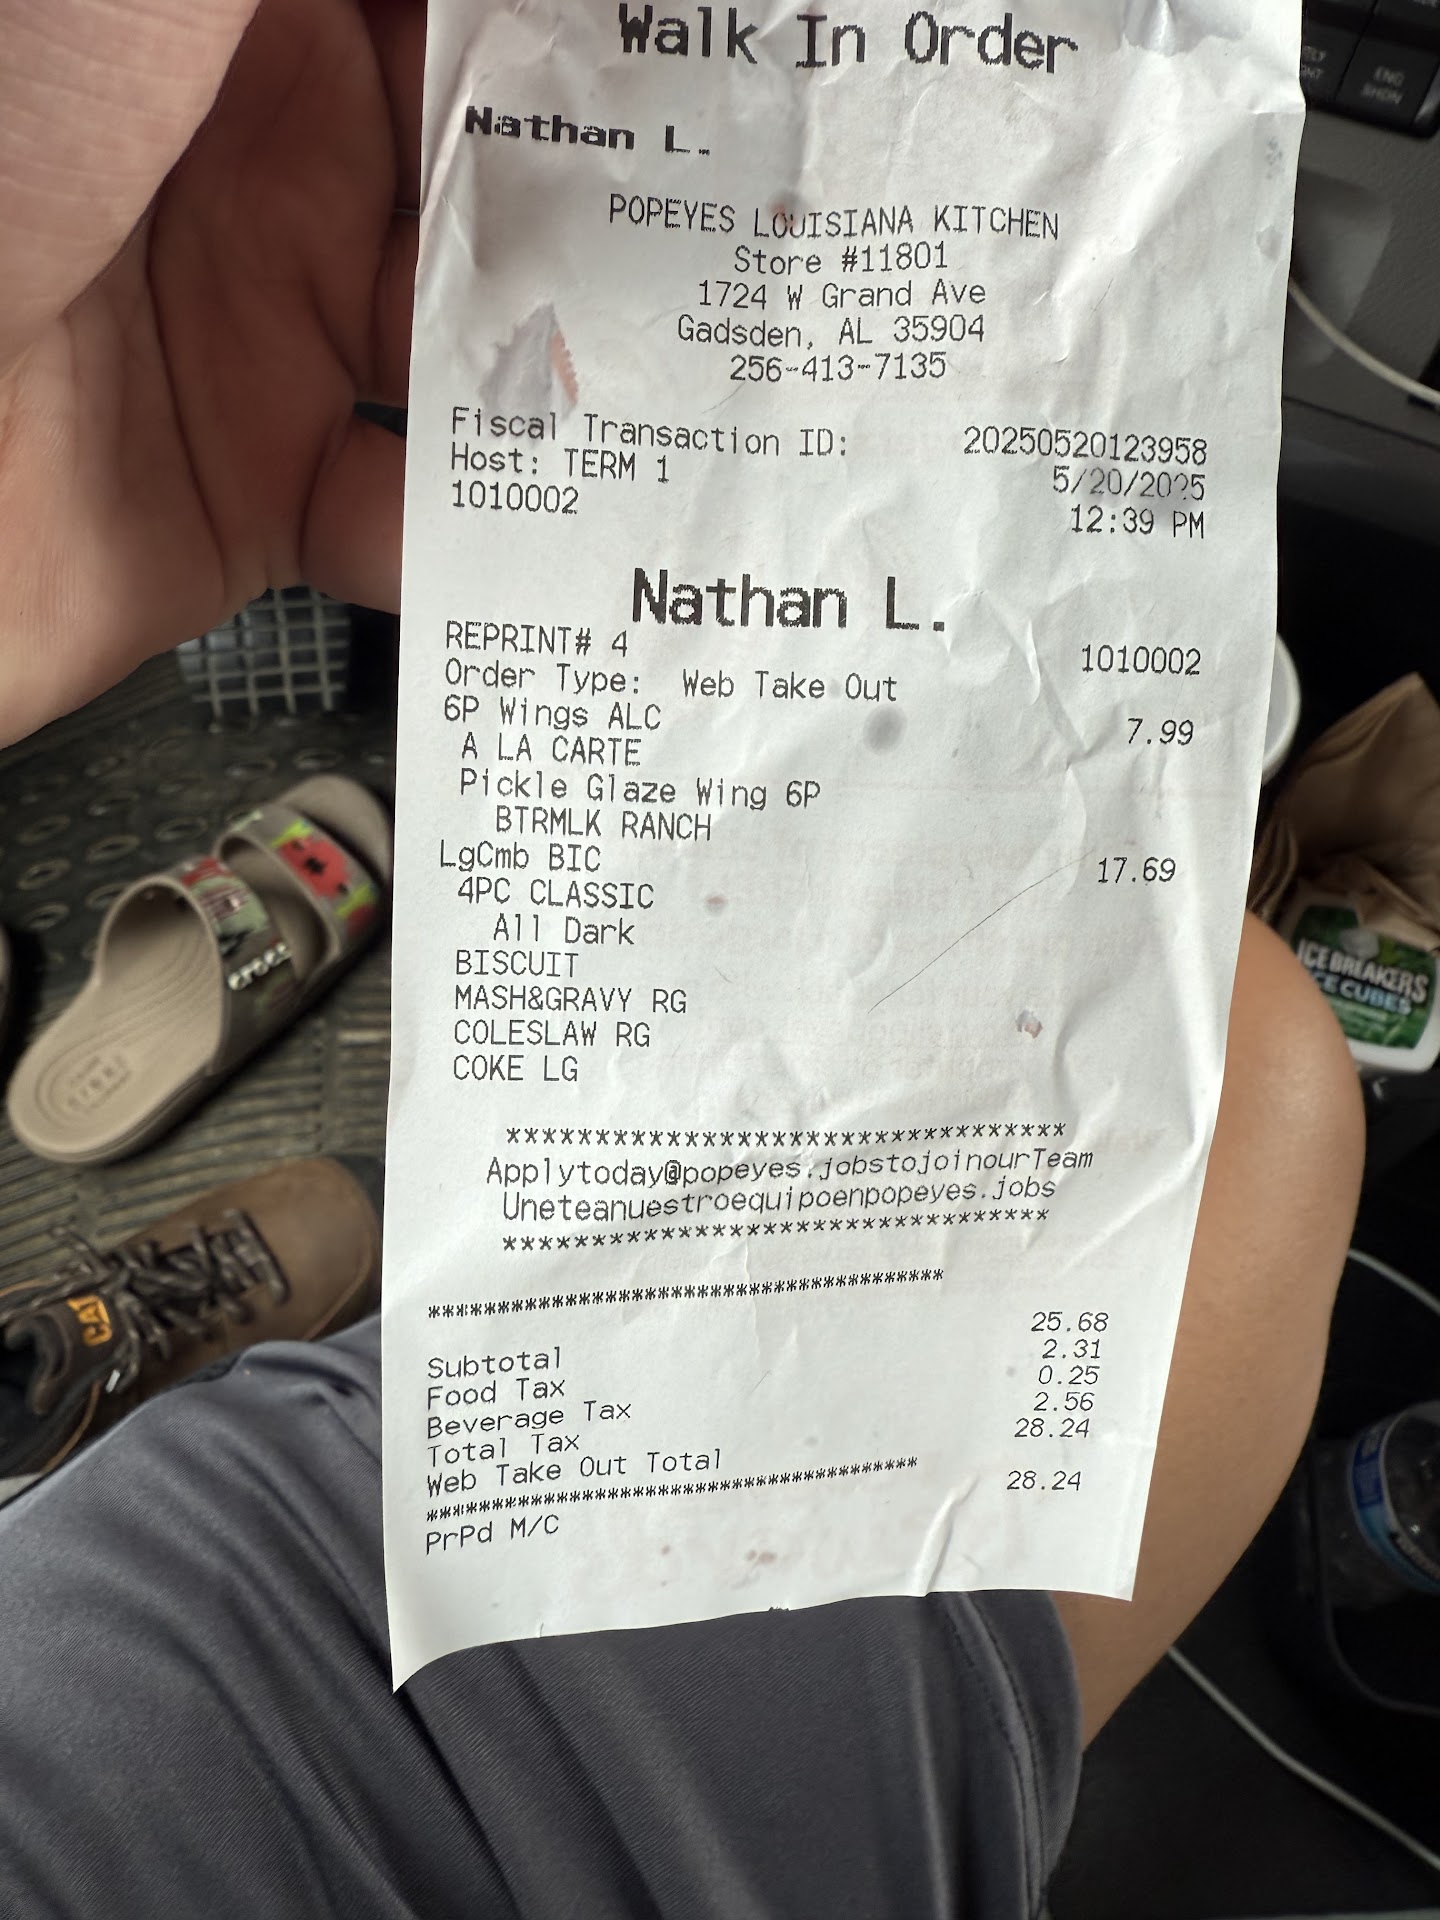 Walk In Order
Nathan L.
POPEYES LOUISIANA KITCHEN
Store #11801
1724 W Grand Ave
Gadsden, AL 35904
256-413-7135
Fiscal Transaction ID: 20250520123958
Host: TERM 1 5/20/2025
1010002 12:39 PM
Nathan L.
REPRINT# 4 1010002
Order Type: Web Take Out
6P Wings ALC 7.99
A LA CARTE
Pickle Glaze Wing 6P
BTRMLK RANCH
LgCmb BIC 17.69
4PC CLASSIC
All Dark
BISCUIT
MASH&GRAVY RG
COLESLAW RG
COKE LG
*******************************
Applytoday@popeyes.jobstojoinourTeam
Uneteanuestroequipoenpopeyes.jobs
*******************************
****************************************
Subtotal 25.68
Food Tax 2.31
Beverage Tax 0.25
Total Tax 2.56
Web Take Out Total 28.24
****************************************
PrPd M/C 28.24
crocs
CAT
ICE BREAKERS
ICE CUBES
ENG
SHDN